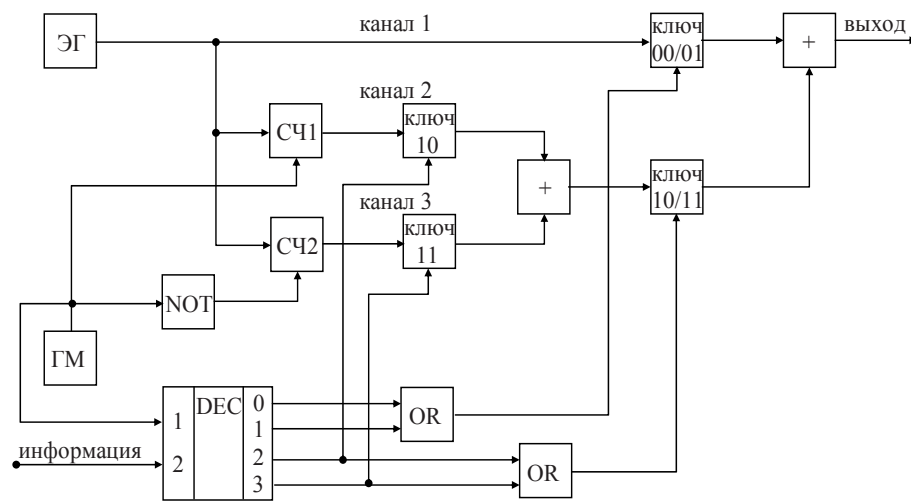 ЭГ
канал 1
ключ
00/01
+
выход
канал 2
СЧ1
ключ
10
+
ключ
10/11
канал 3
СЧ2
ключ
11
NOT
ГМ
DEC
0
1
2
3
1
2
OR
OR
информация